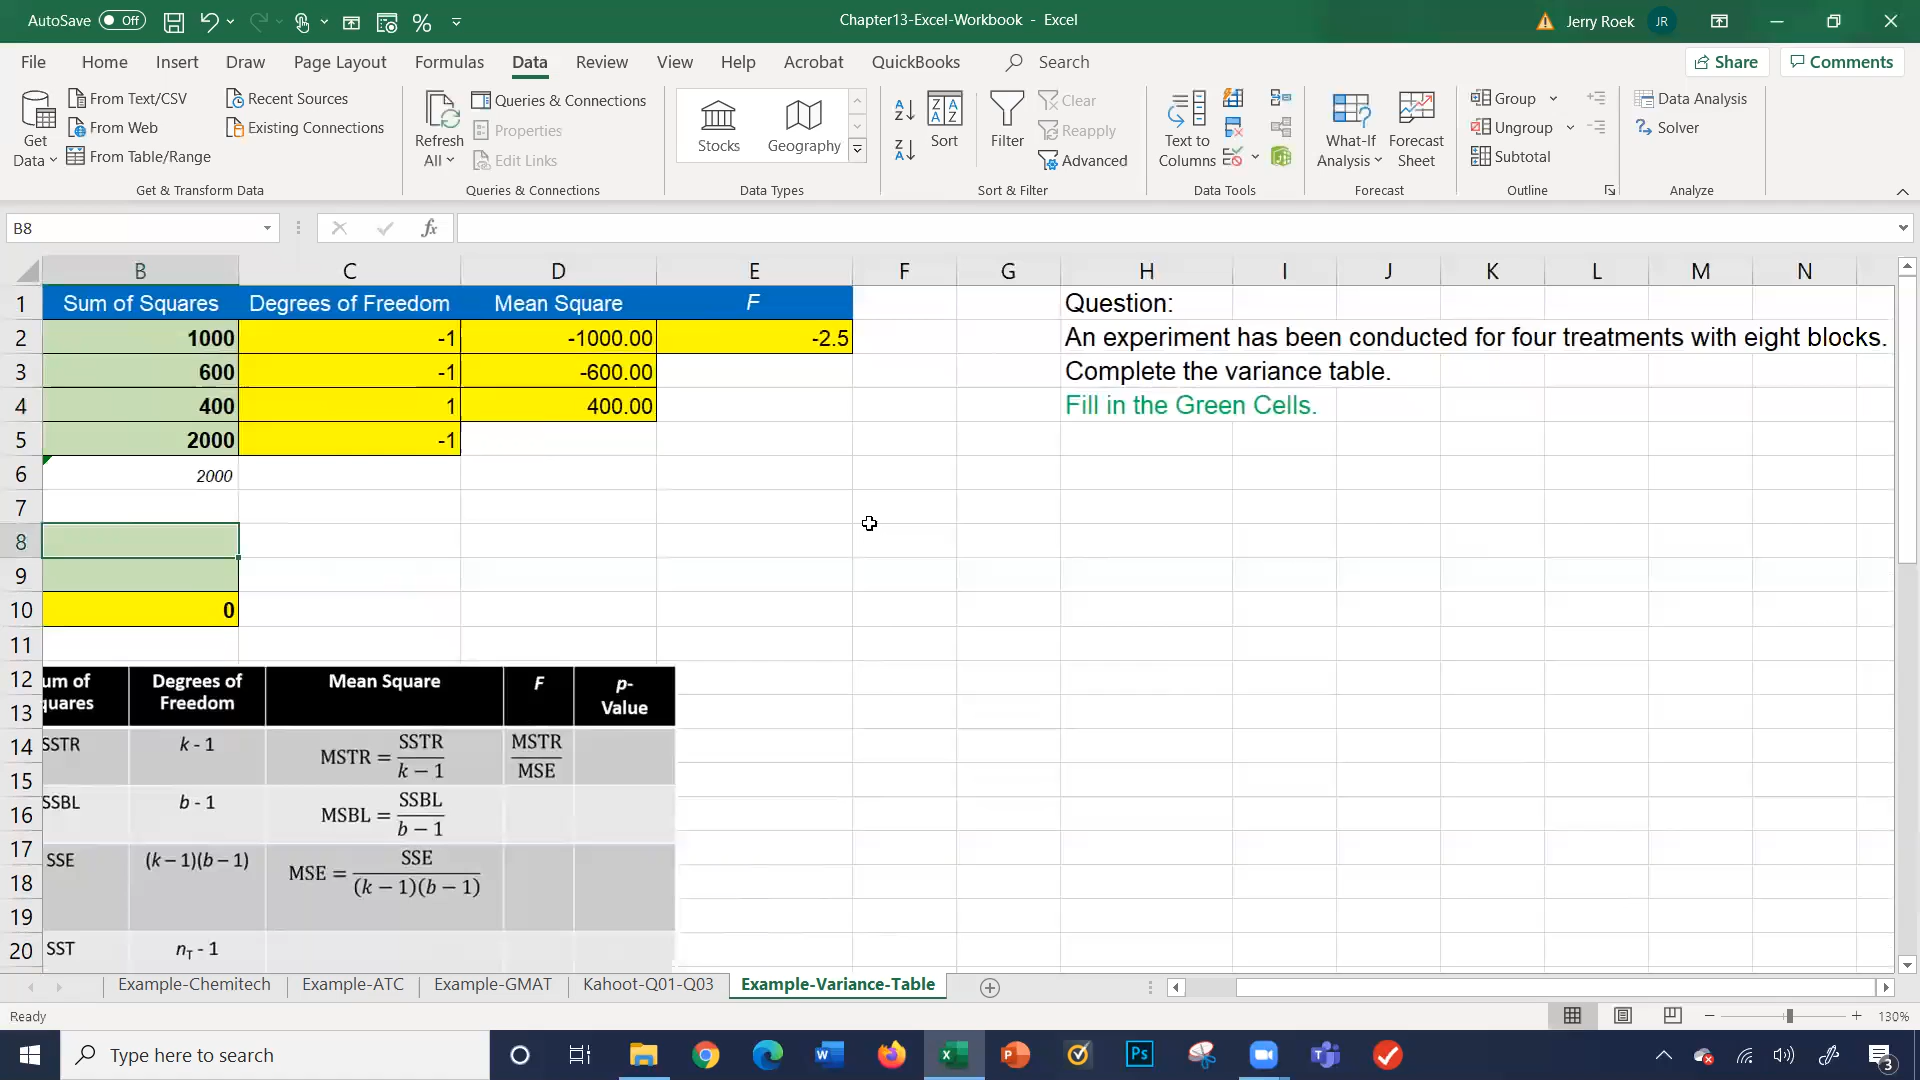 AutoSave Off
Chapter13-Excel-Workbook - Excel
Jerry Roek JR
File Home Insert Draw Page Layout Formulas Data Review View Help Acrobat QuickBooks Search
Share Comments
Get Data
From Text/CSV
From Web
From Table/Range
Recent Sources
Existing Connections
Get & Transform Data
Refresh All
Queries & Connections
Properties
Edit Links
Queries & Connections
Stocks Geography
Data Types
Sort
Filter
Clear
Reapply
Advanced
Sort & Filter
Text to Columns
Data Tools
What-If Analysis
Forecast Sheet
Forecast
Group
Ungroup
Subtotal
Outline
Data Analysis
Solver
Analyze
B8 fx
B C D E F G H I J K L M N
1 Sum of Squares Degrees of Freedom Mean Square F Question:
2 1000 -1 -1000.00 -2.5 An experiment has been conducted for four treatments with eight blocks.
3 600 -1 -600.00 Complete the variance table.
4 400 1 400.00 Fill in the Green Cells.
5 2000 -1
6 2000
7
8
9
10 0
11
12 um of Degrees of Mean Square F p-
13 quares Freedom Value
14 SSTR k - 1 MSTR = SSTR / k − 1 MSTR / MSE
15
16 SSBL b - 1 MSBL = SSBL / b − 1
17
18 SSE (k – 1)(b – 1) MSE = SSE / (k − 1)(b − 1)
19
20 SST nT - 1
Example-Chemitech Example-ATC Example-GMAT Kahoot-Q01-Q03 Example-Variance-Table
Ready 130%
Type here to search
3